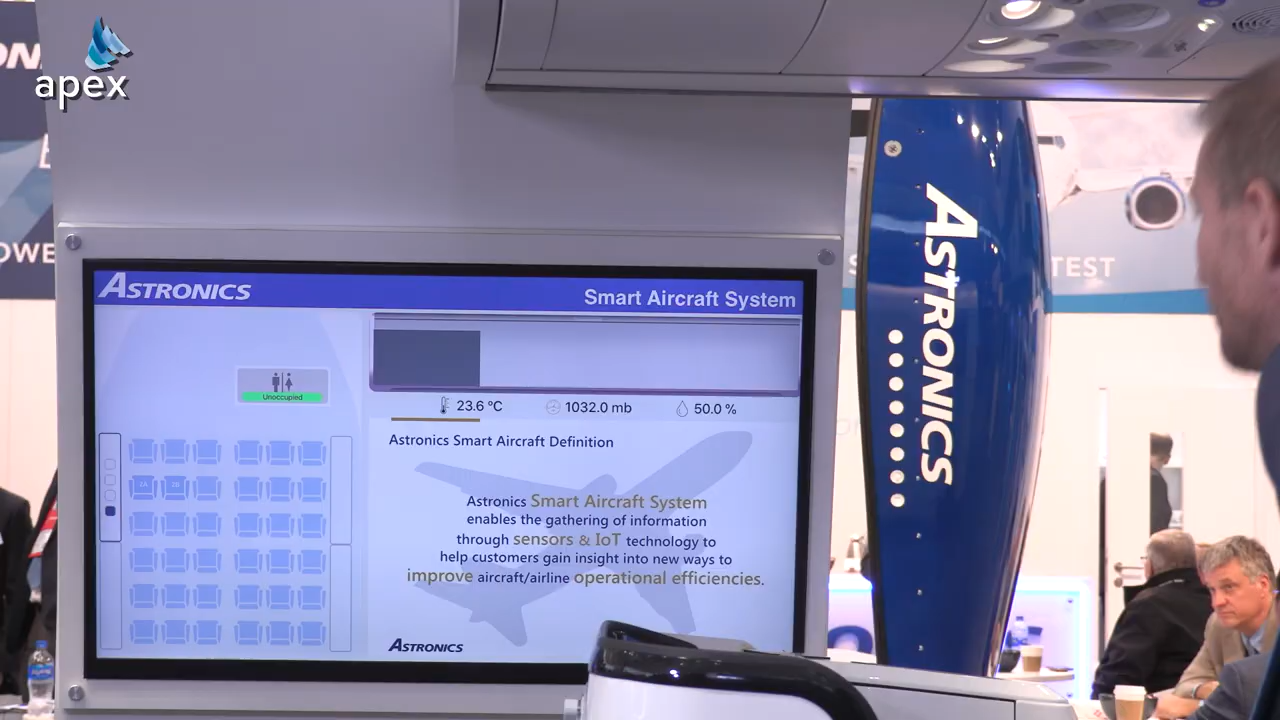 apex
ASTRONICS
Smart Aircraft System
Unoccupied
23.6 °C
1032.0 mb
50.0 %
Astronics Smart Aircraft Definition
Astronics Smart Aircraft System
enables the gathering of information
through sensors & IoT technology to
help customers gain insight into new ways to
improve aircraft/airline operational efficiencies.
ASTRONICS
2A
2B
ASTRONICS
TEST